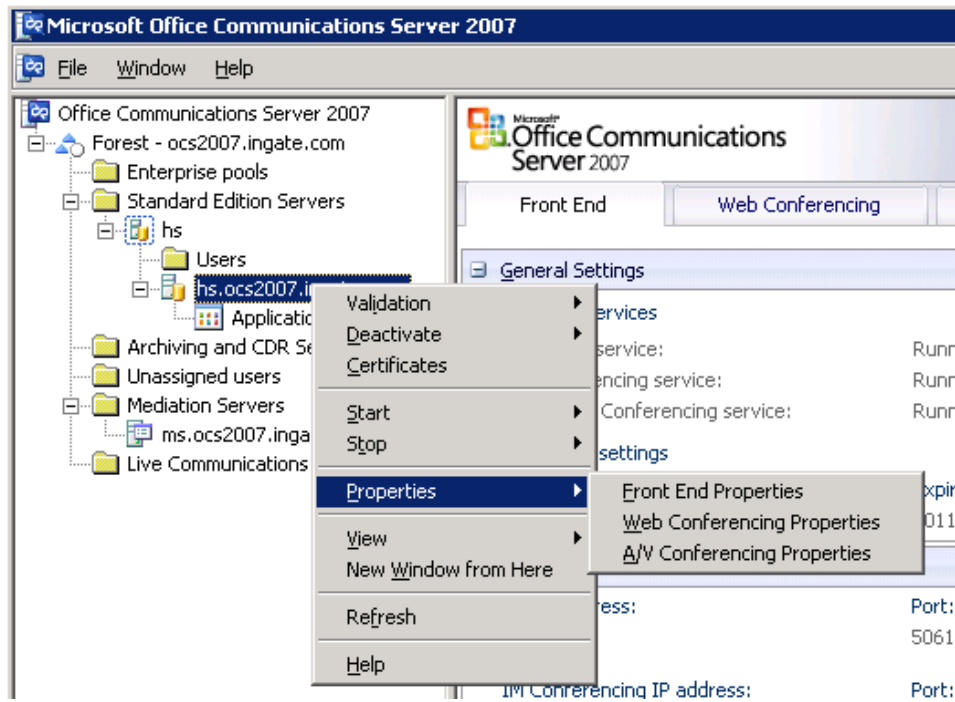 Microsoft Office Communications Server 2007
File Window Help
Office Communications Server 2007
Forest - ocs2007.ingate.com
Enterprise pools
Standard Edition Servers
hs
Users
hs.ocs2007.i
Applicatio
Archiving and CDR Se
Unassigned users
Mediation Servers
ms.ocs2007.inga
Live Communications
Validation
Deactivate
Certificates
Start
Stop
Properties
View
New Window from Here
Refresh
Help
Front End Properties
Web Conferencing Properties
A/V Conferencing Properties
Microsoft
Office Communications
Server 2007
Front End Web Conferencing
General Settings
ervices
service: Runn
encing service: Runn
Conferencing service: Runn
settings
xpir
011
ress: Port:
5061
IM Conferencing IP address: Port: